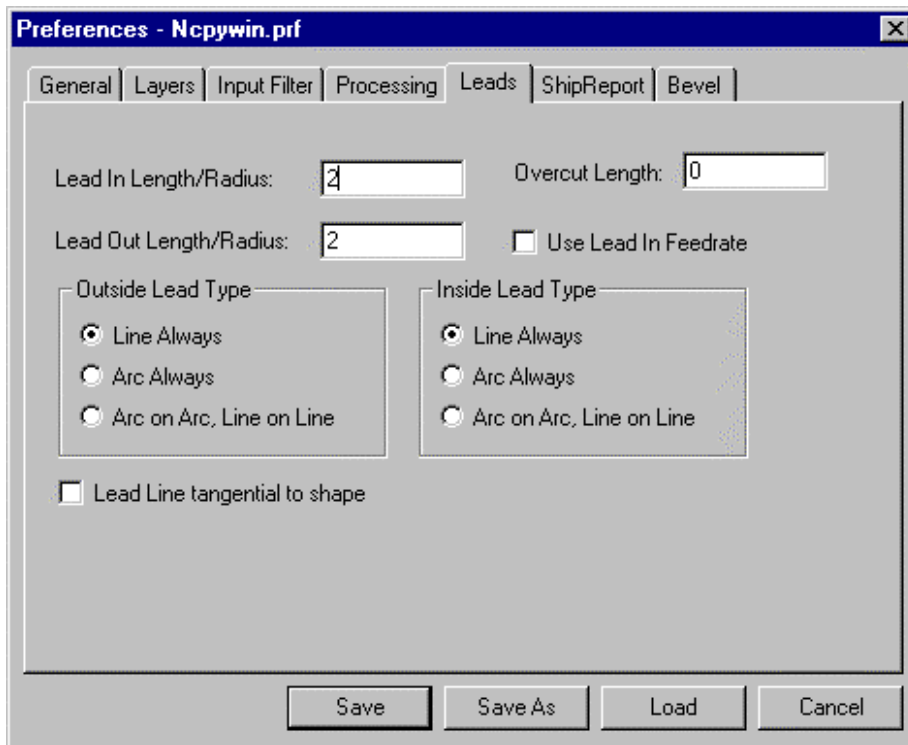 Preferences - Ncpywin.prf
General Layers Input Filter Processing Leads ShipReport Bevel
Lead In Length/Radius: 2 Overcut Length: 0
Lead Out Length/Radius: 2 Use Lead In Feedrate
Outside Lead Type Inside Lead Type
Line Always Line Always
Arc Always Arc Always
Arc on Arc, Line on Line Arc on Arc, Line on Line
Lead Line tangential to shape
Save Save As Load Cancel